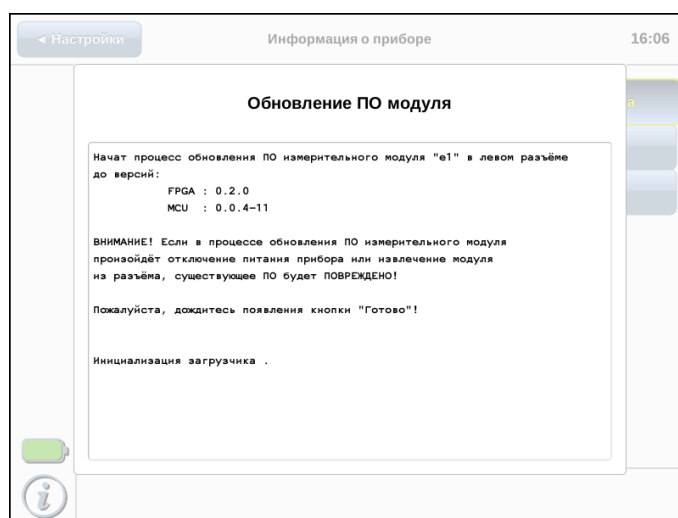 ◄ Настройки
Информация о приборе
16:06
Обновление ПО модуля
а
Начат процесс обновления ПО измерительного модуля "e1" в левом разъёме
до версий:
FPGA : 0.2.0
MCU : 0.0.4-11
ВНИМАНИЕ! Если в процессе обновления ПО измерительного модуля
произойдёт отключение питания прибора или извлечение модуля
из разъёма, существующее ПО будет ПОВРЕЖДЕНО!
Пожалуйста, дождитесь появления кнопки "Готово"!
Инициализация загрузчика .
i